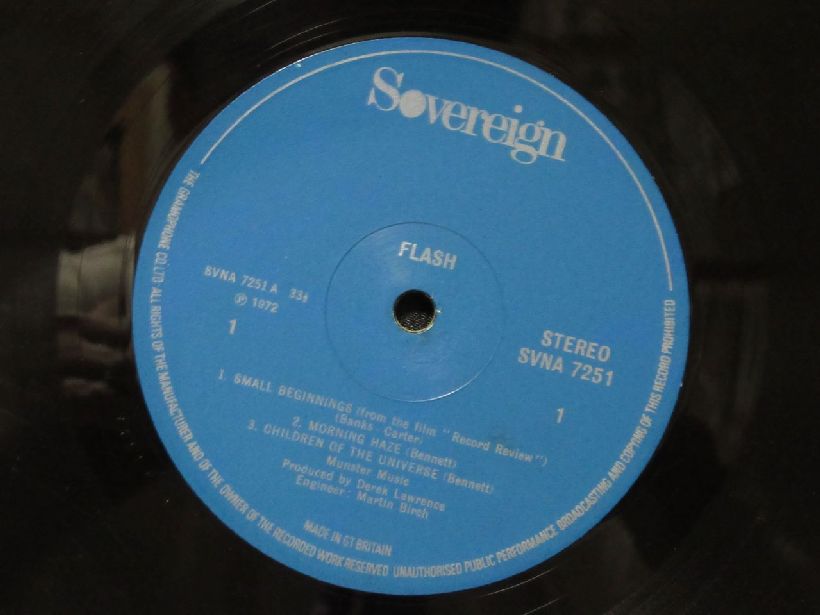 Sovereign
FLASH
SVNA 7251 A 33⅓
℗ 1972
1
STEREO
SVNA 7251
1
1. SMALL BEGINNINGS (from the film "Record Review")
(Banks Carter)
2. MORNING HAZE (Bennett)
3. CHILDREN OF THE UNIVERSE (Bennett)
Munster Music
Produced by Derek Lawrence
Engineer: Martin Birch
MADE IN GT BRITAIN
THE GRAMOPHONE CO. LTD. ALL RIGHTS OF THE MANUFACTURER AND OF THE OWNER OF THE RECORDED WORK RESERVED UNAUTHORISED PUBLIC PERFORMANCE BROADCASTING AND COPYING OF THIS RECORD PROHIBITED